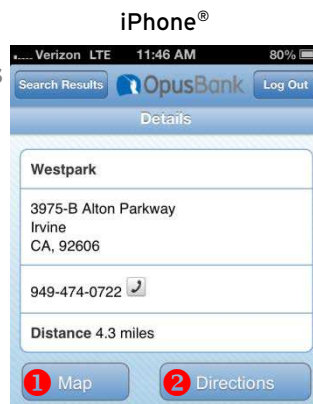 iPhone®
Verizon LTE 11:46 AM 80%
Search Results OpusBank Log Out
Details
Westpark
3975-B Alton Parkway
Irvine
CA, 92606
949-474-0722
Distance 4.3 miles
1 Map 2 Directions